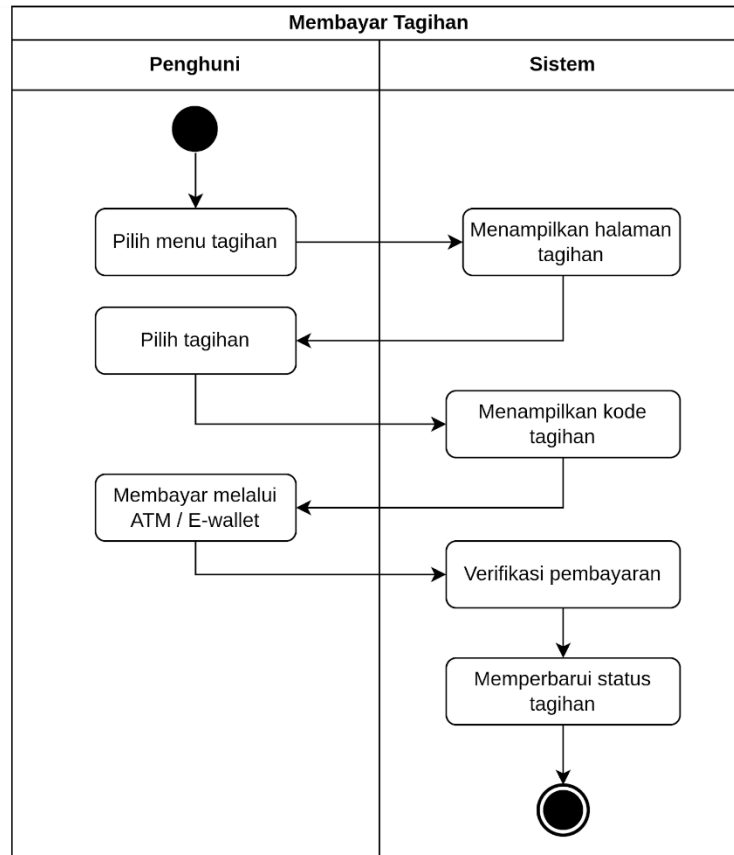 Membayar Tagihan
Penghuni
Sistem
Pilih menu tagihan
Menampilkan halaman
tagihan
Pilih tagihan
Menampilkan kode
tagihan
Membayar melalui
ATM / E-wallet
Verifikasi pembayaran
Memperbarui status
tagihan